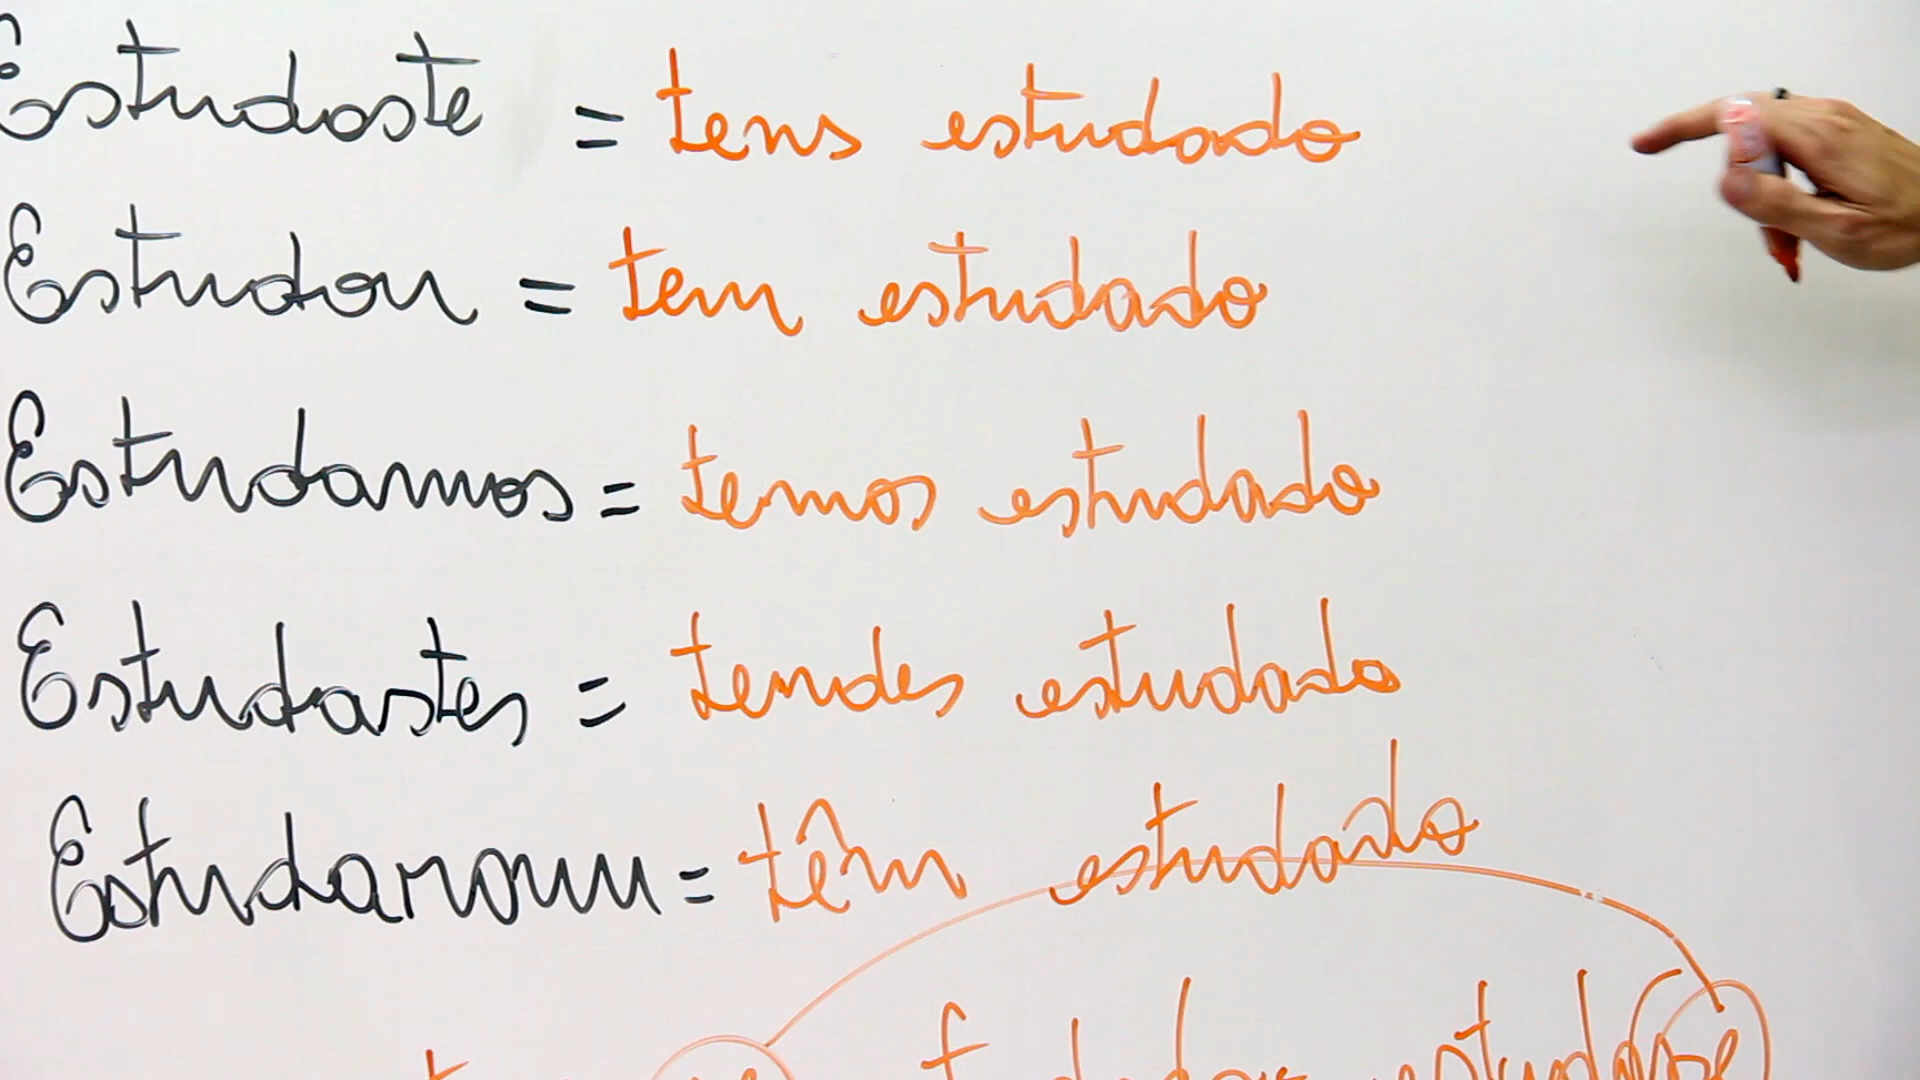 Estudaste = tens estudado
Estudou = tem estudado
Estudamos = temos estudado
Estudastes = tendes estudado
Estudaram = têm estudado